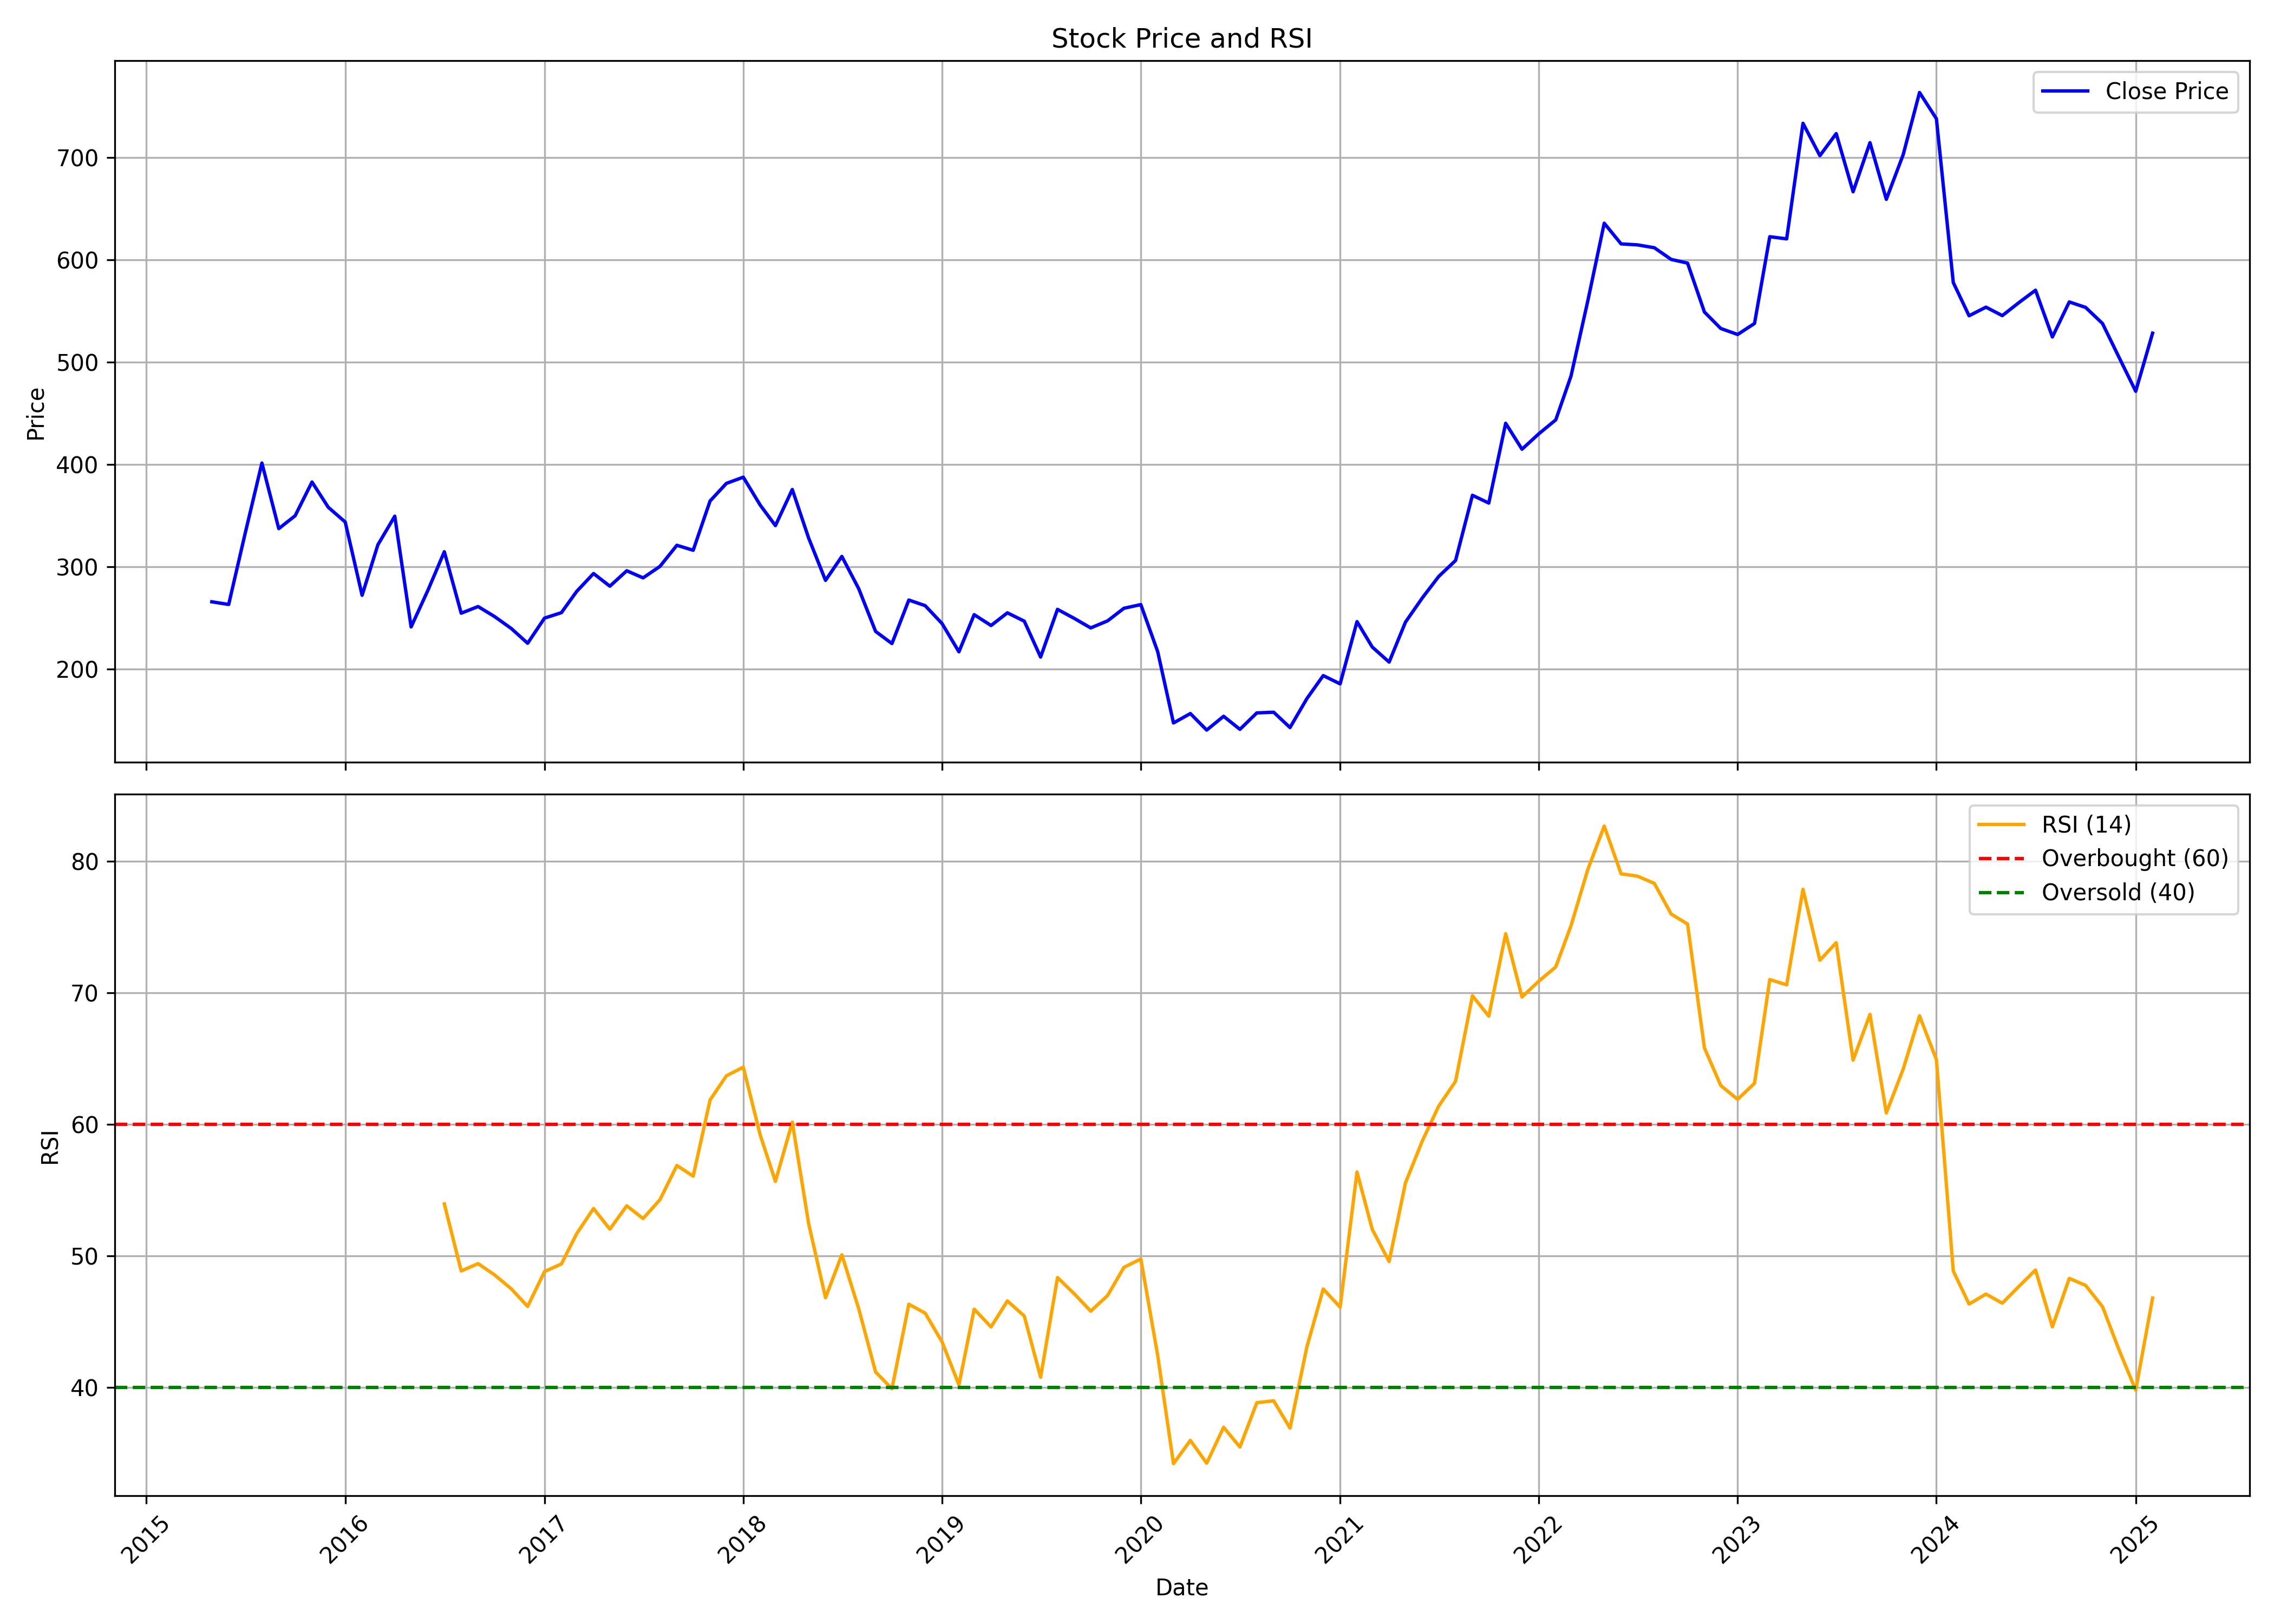 Stock Price and RSI
Close Price
700
600
500
400
300
200
Price
RSI (14)
Overbought (60)
Oversold (40)
80
70
60
50
40
RSI
2015
2016
2017
2018
2019
2020
2021
2022
2023
2024
2025
Date